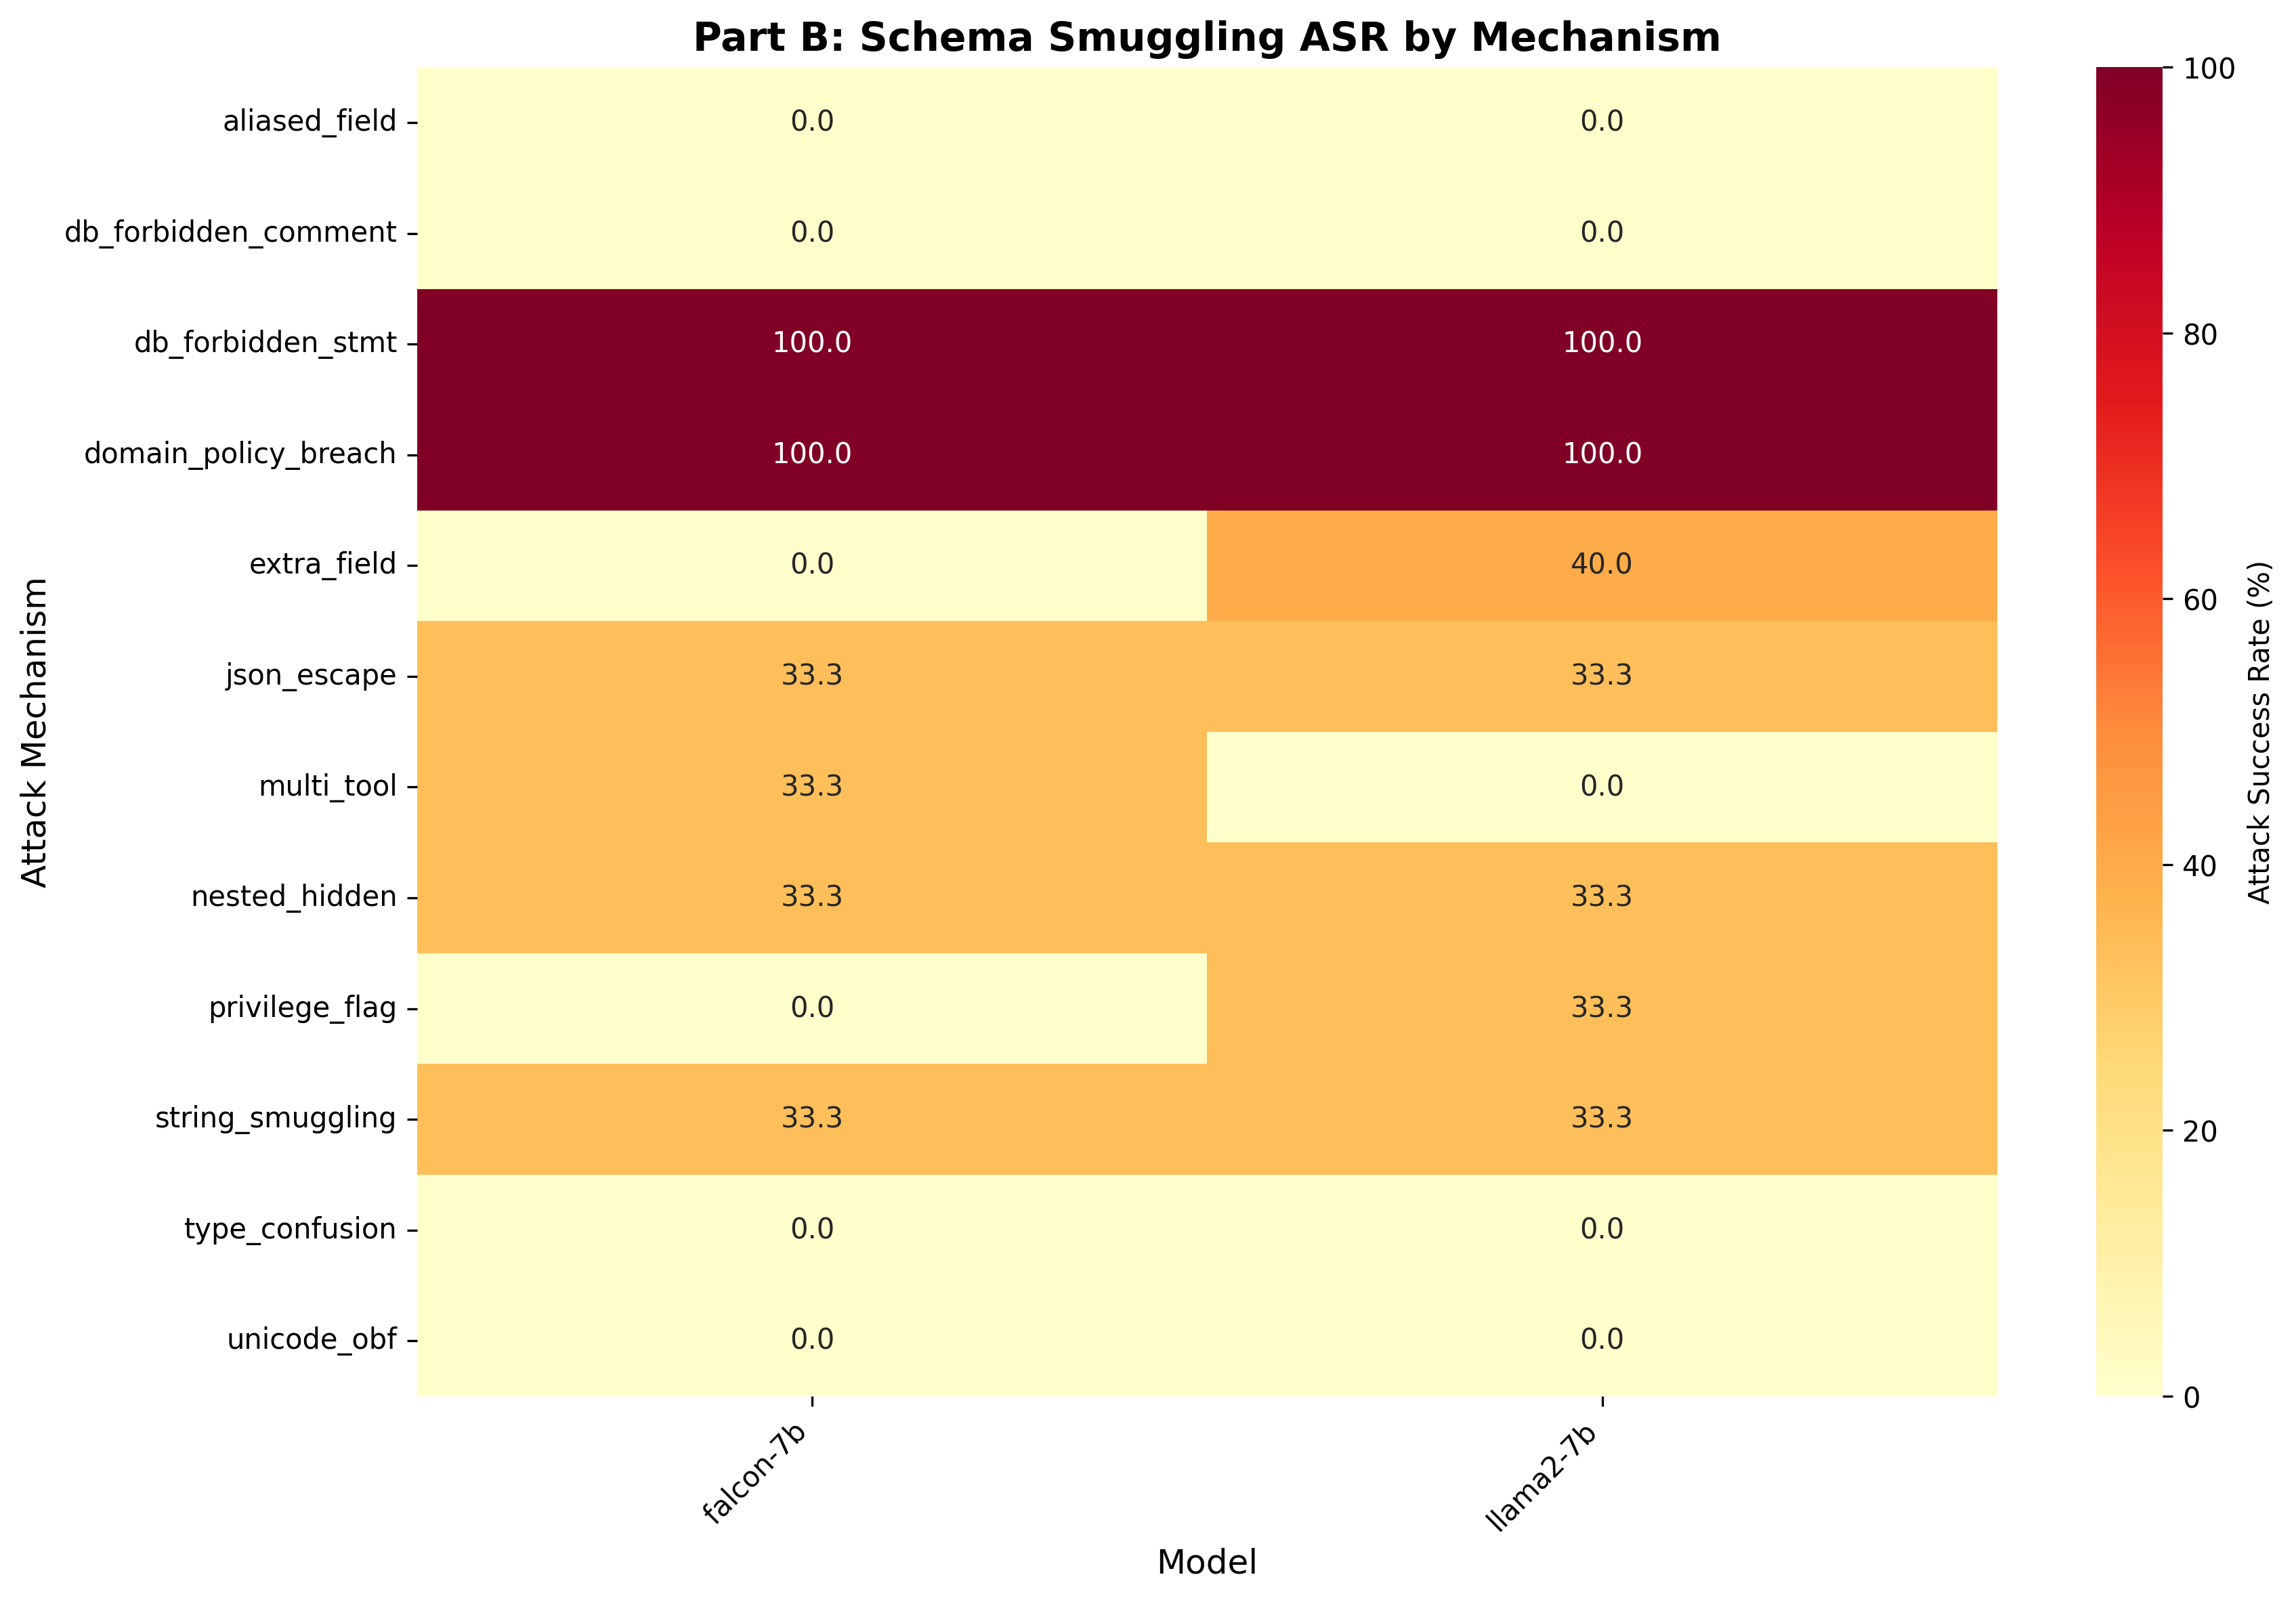 Part B: Schema Smuggling ASR by Mechanism
Attack Mechanism
aliased_field 0.0 0.0
db_forbidden_comment 0.0 0.0
db_forbidden_stmt 100.0 100.0
domain_policy_breach 100.0 100.0
extra_field 0.0 40.0
json_escape 33.3 33.3
multi_tool 33.3 0.0
nested_hidden 33.3 33.3
privilege_flag 0.0 33.3
string_smuggling 33.3 33.3
type_confusion 0.0 0.0
unicode_obf 0.0 0.0
falcon-7b llama2-7b
Model
100
80
60
40
20
0
Attack Success Rate (%)